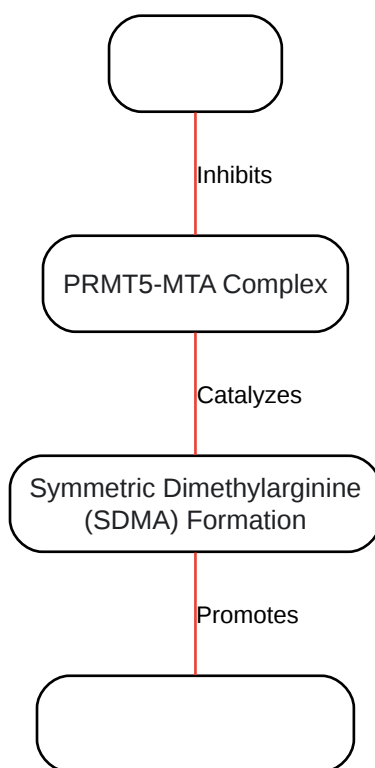 Inhibits
PRMT5-MTA Complex
Catalyzes
Symmetric Dimethylarginine
(SDMA) Formation
Promotes